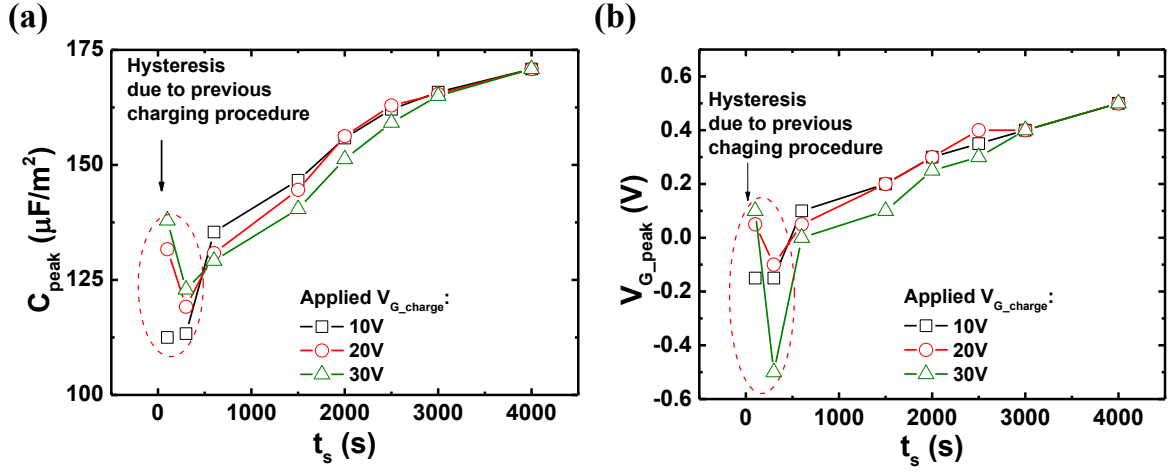 (a)
175
150
125
100
C_peak (μF/m²)
Hysteresis
due to previous
charging procedure
Applied V_G_charge:
10V
20V
30V
0 1000 2000 3000 4000
t_s (s)
(b)
0.6
0.4
0.2
0.0
-0.2
-0.4
-0.6
V_G_peak (V)
Hysteresis
due to previous
chaging procedure
Applied V_G_charge:
10V
20V
30V
0 1000 2000 3000 4000
t_s (s)